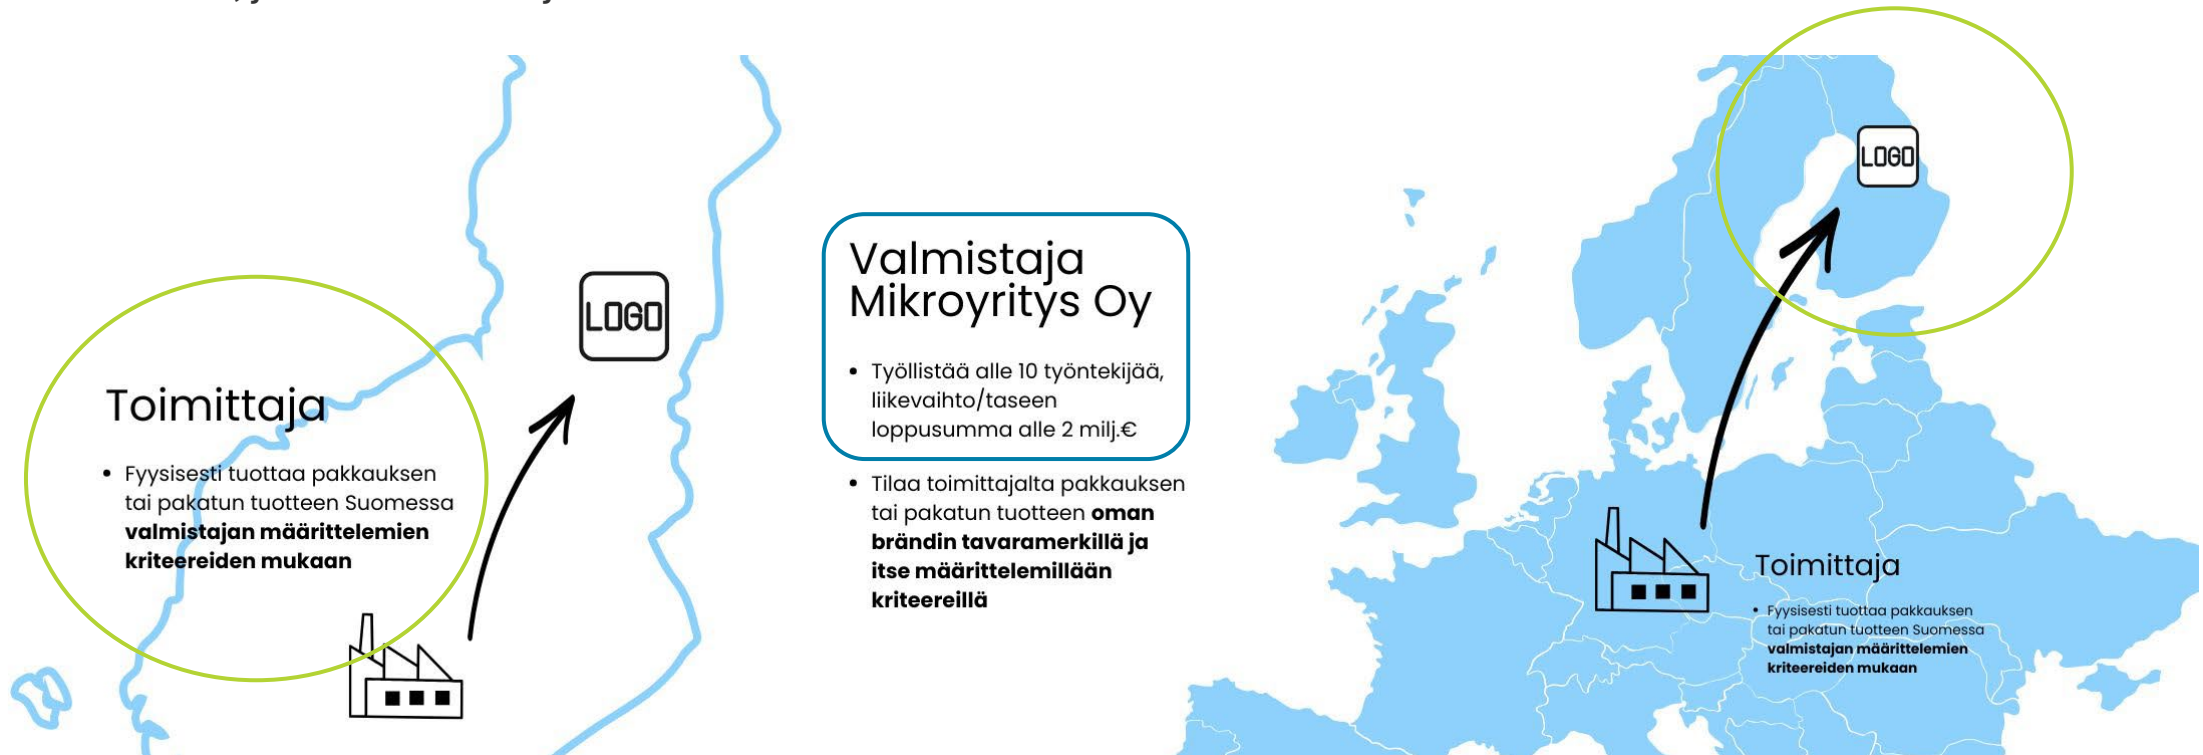 Toimittaja
• Fyysisesti tuottaa pakkauksen
tai pakatun tuotteen Suomessa
valmistajan määrittelemien
kriteereiden mukaan
LOGO
Valmistaja
Mikroyritys Oy
• Työllistää alle 10 työntekijää,
liikevaihto/taseen
loppusumma alle 2 milj.€
• Tilaa toimittajalta pakkauksen
tai pakatun tuotteen oman
brändin tavaramerkillä ja
itse määrittelemillään
kriteereillä
LOGO
Toimittaja
• Fyysisesti tuottaa pakkauksen
tai pakatun tuotteen Suomessa
valmistajan määrittelemien
kriteereiden mukaan